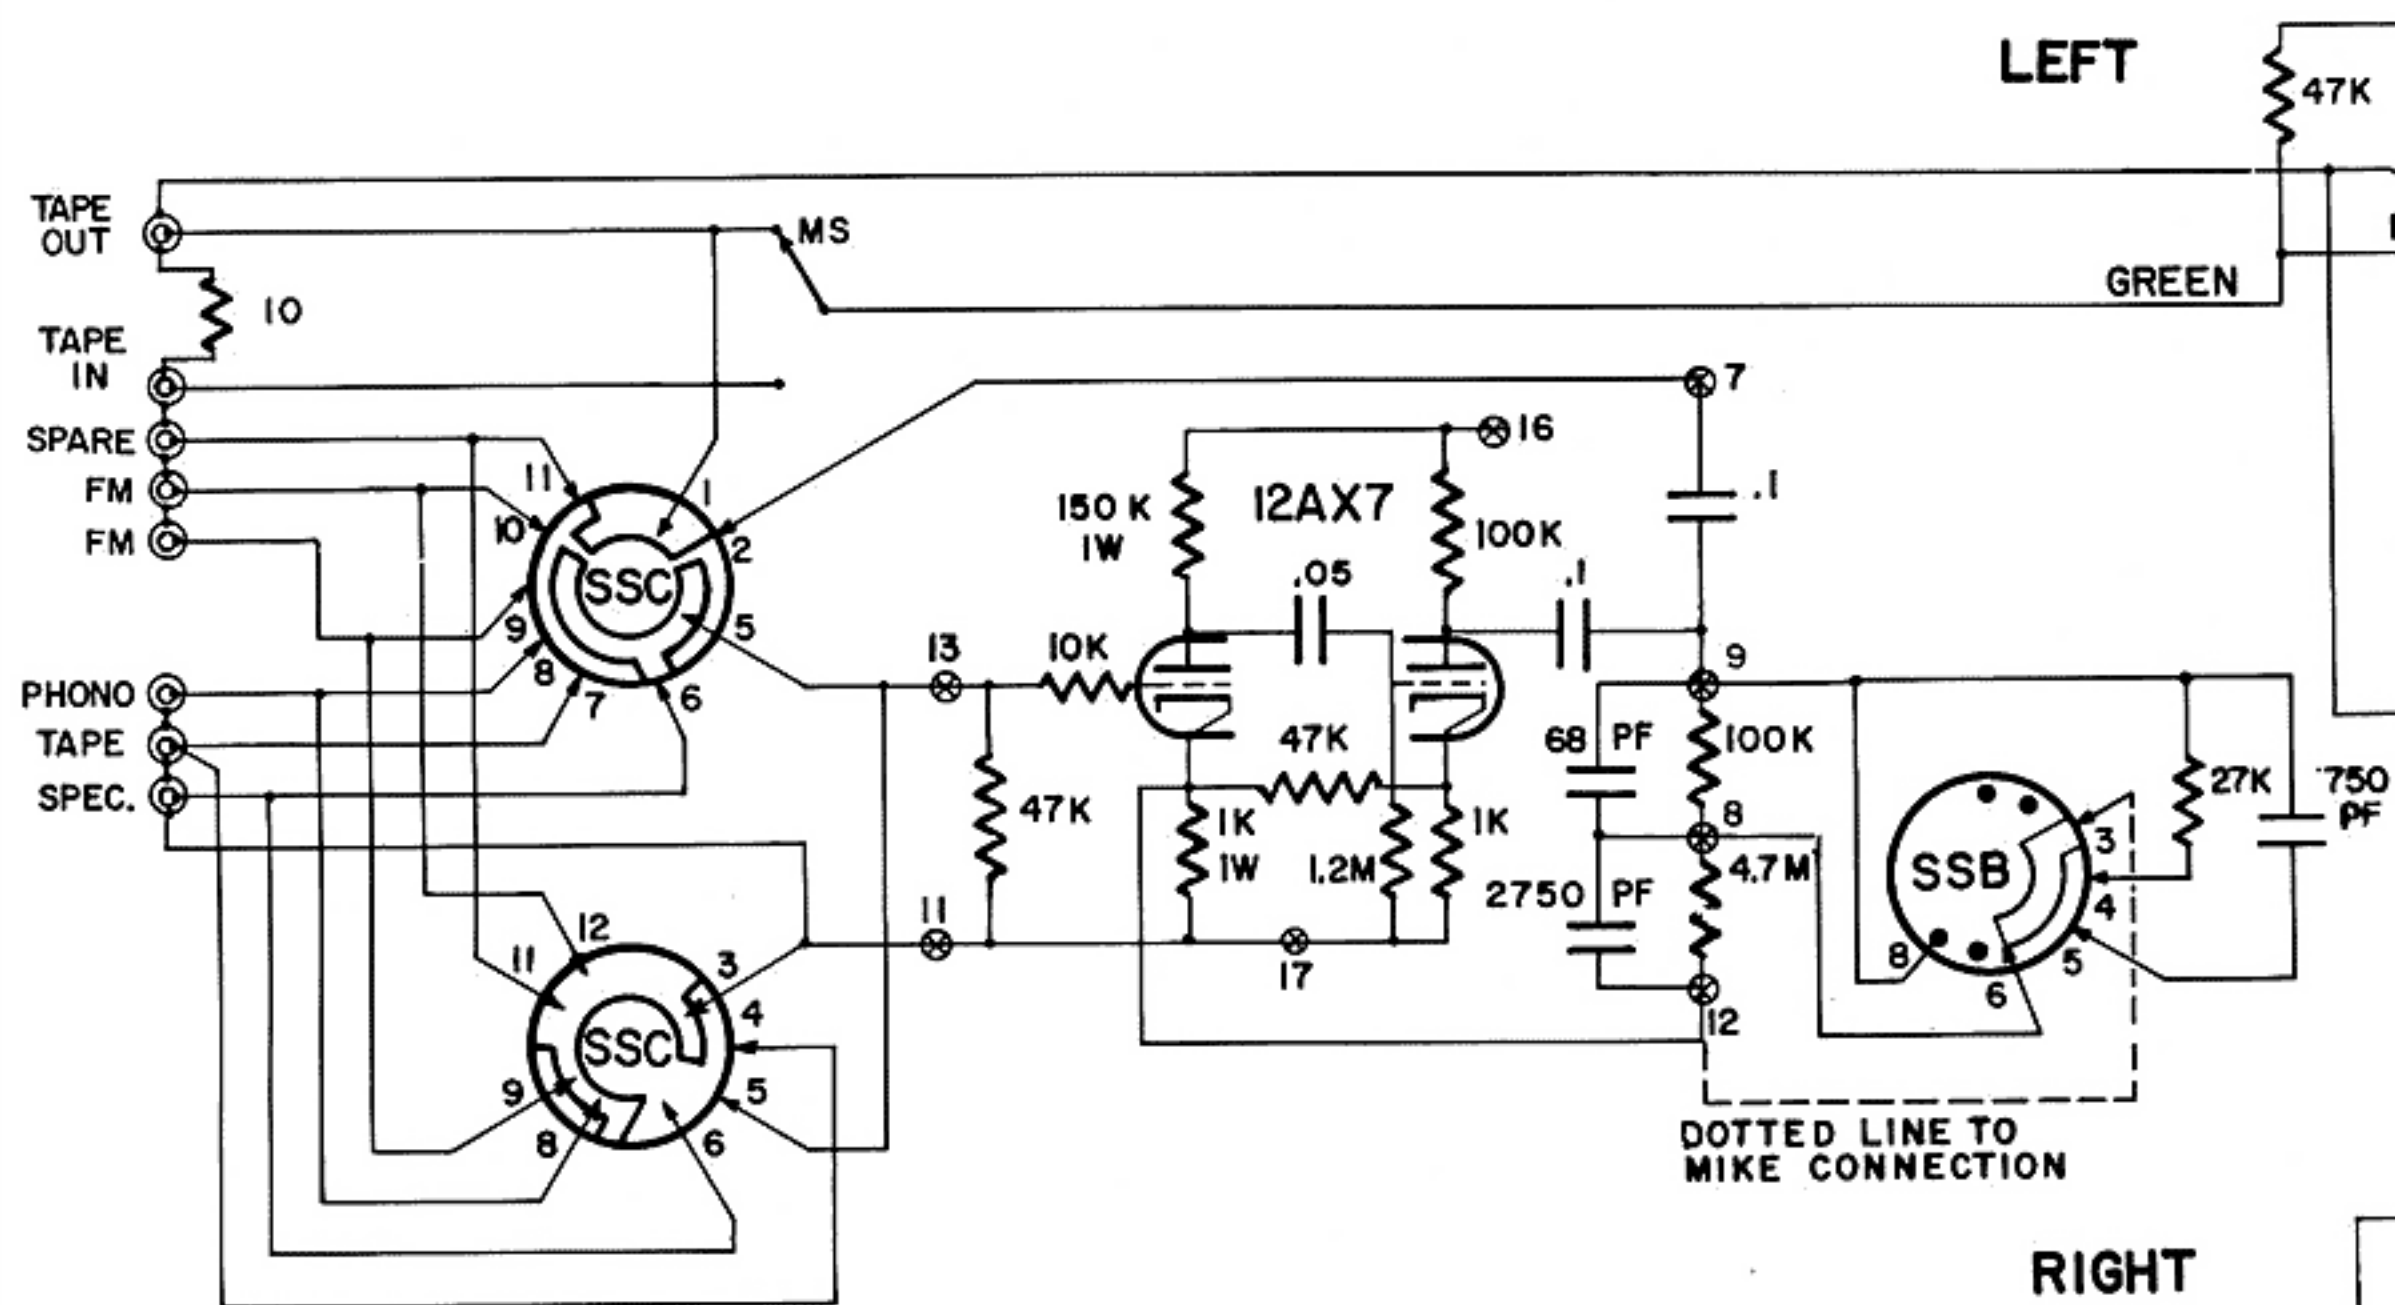 LEFT
47K
TAPE
OUT
MS
GREEN
10
TAPE
IN
7
SPARE
FM
FM
11
1
10
2
SSC
9
8
7
6
5
16
150 K
1W
12AX7
100K
.1
.05
.1
13
10K
9
PHONO
TAPE
SPEC.
47K
47K
68 PF
100K
8
27K
750
PF
1K
1W
1.2M
1K
2750 PF
4.7M
SSB
3
4
5
6
8
11
17
12
12
11
3
4
SSC
9
8
5
6
DOTTED LINE TO
MIKE CONNECTION
RIGHT